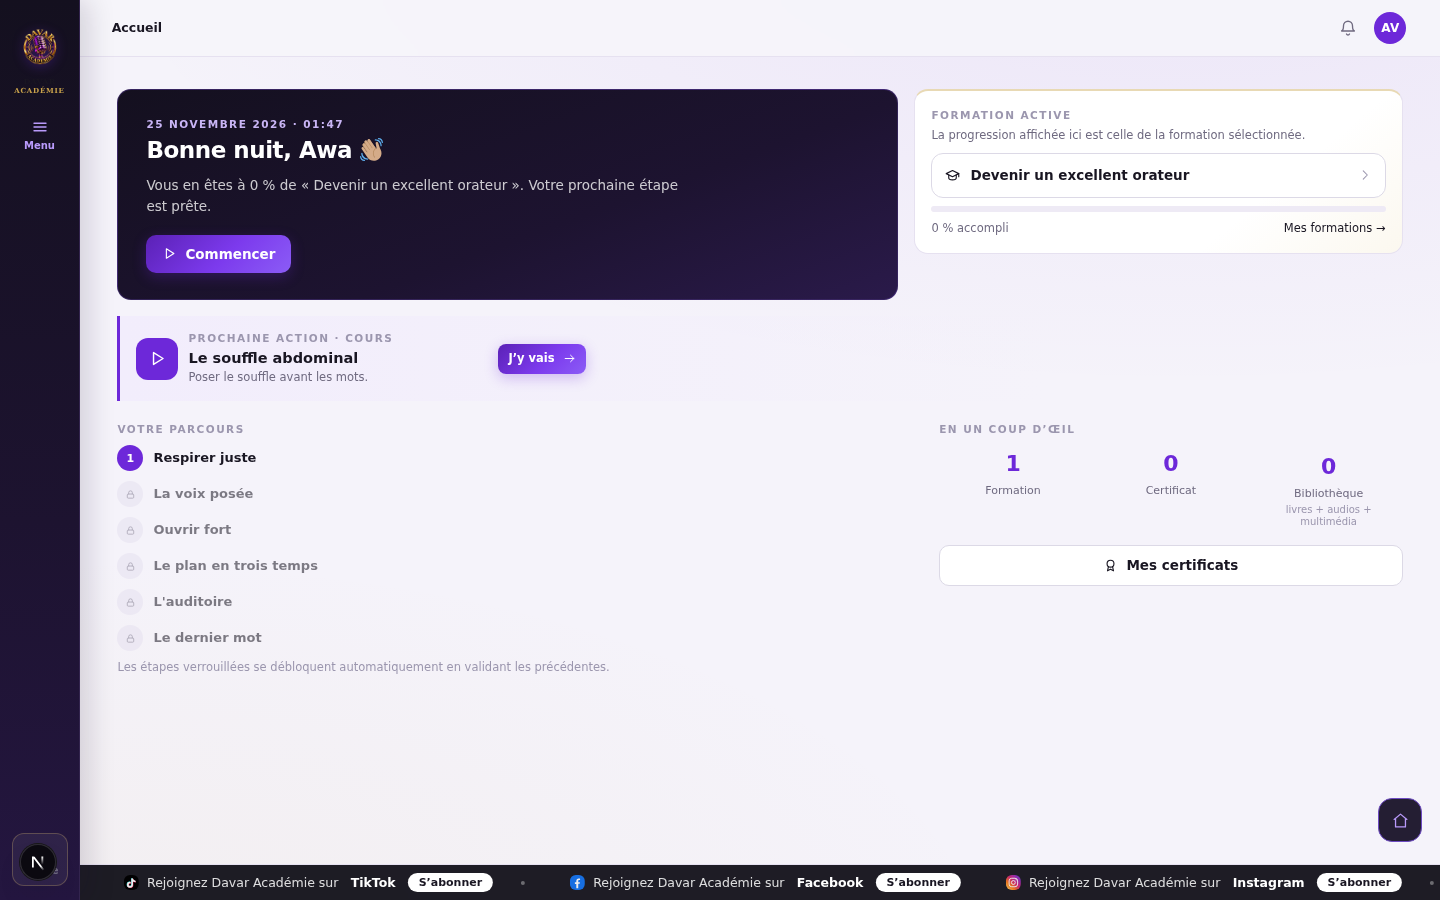 DAVAR
ACADÉMIE
Menu
Accueil
AV
25 NOVEMBRE 2026 · 01:47
Bonne nuit, Awa 👋🏽
Vous en êtes à 0 % de « Devenir un excellent orateur ». Votre prochaine étape
est prête.
Commencer
FORMATION ACTIVE
La progression affichée ici est celle de la formation sélectionnée.
Devenir un excellent orateur
0 % accompli
Mes formations →
PROCHAINE ACTION · COURS
Le souffle abdominal
Poser le souffle avant les mots.
J’y vais →
VOTRE PARCOURS
1 Respirer juste
La voix posée
Ouvrir fort
Le plan en trois temps
L'auditoire
Le dernier mot
Les étapes verrouillées se débloquent automatiquement en validant les précédentes.
EN UN COUP D’ŒIL
1
Formation
0
Certificat
0
Bibliothèque
livres + audios +
multimédia
Mes certificats
N
Rejoignez Davar Académie sur TikTok S’abonner • Rejoignez Davar Académie sur Facebook S’abonner Rejoignez Davar Académie sur Instagram S’abonner •